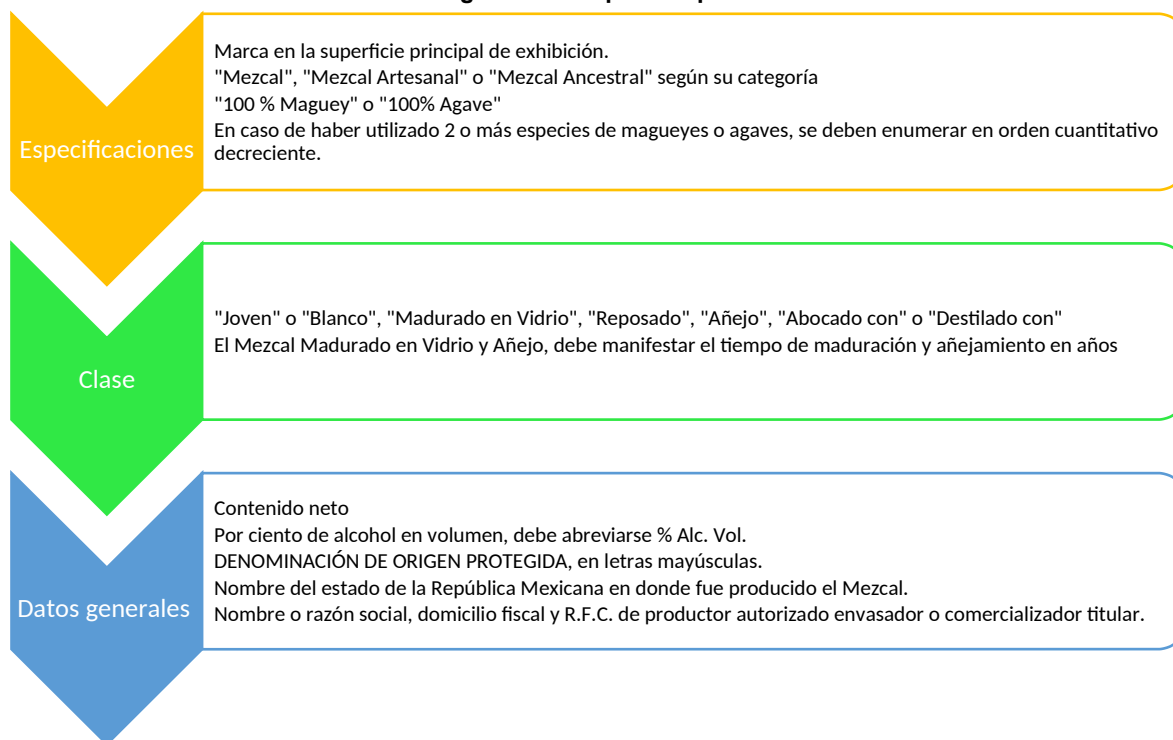 Especificaciones
Marca en la superficie principal de exhibición.
"Mezcal", "Mezcal Artesanal" o "Mezcal Ancestral" según su categoría
"100 % Maguey" o "100% Agave"
En caso de haber utilizado 2 o más especies de magueyes o agaves, se deben enumerar en orden cuantitativo
decreciente.
Clase
"Joven" o "Blanco", "Madurado en Vidrio", "Reposado", "Añejo", "Abocado con" o "Destilado con"
El Mezcal Madurado en Vidrio y Añejo, debe manifestar el tiempo de maduración y añejamiento en años
Datos generales
Contenido neto
Por ciento de alcohol en volumen, debe abreviarse % Alc. Vol.
DENOMINACIÓN DE ORIGEN PROTEGIDA, en letras mayúsculas.
Nombre del estado de la República Mexicana en donde fue producido el Mezcal.
Nombre o razón social, domicilio fiscal y R.F.C. de productor autorizado envasador o comercializador titular.